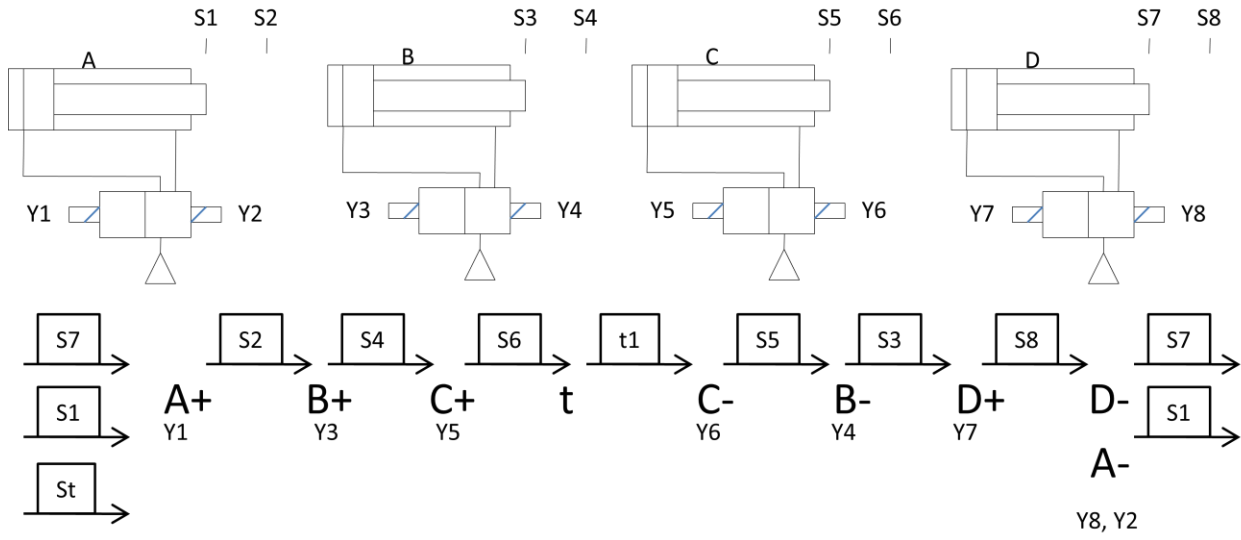 S1 S2 S3 S4 S5 S6 S7 S8
A B C D
Y1 Y2 Y3 Y4 Y5 Y6 Y7 Y8
S7 S2 S4 S6 t1 S5 S3 S8 S7
A+ B+ C+ t C- B- D+ D-
S1 S1
Y1 Y3 Y5 Y6 Y4 Y7
A-
St
Y8, Y2